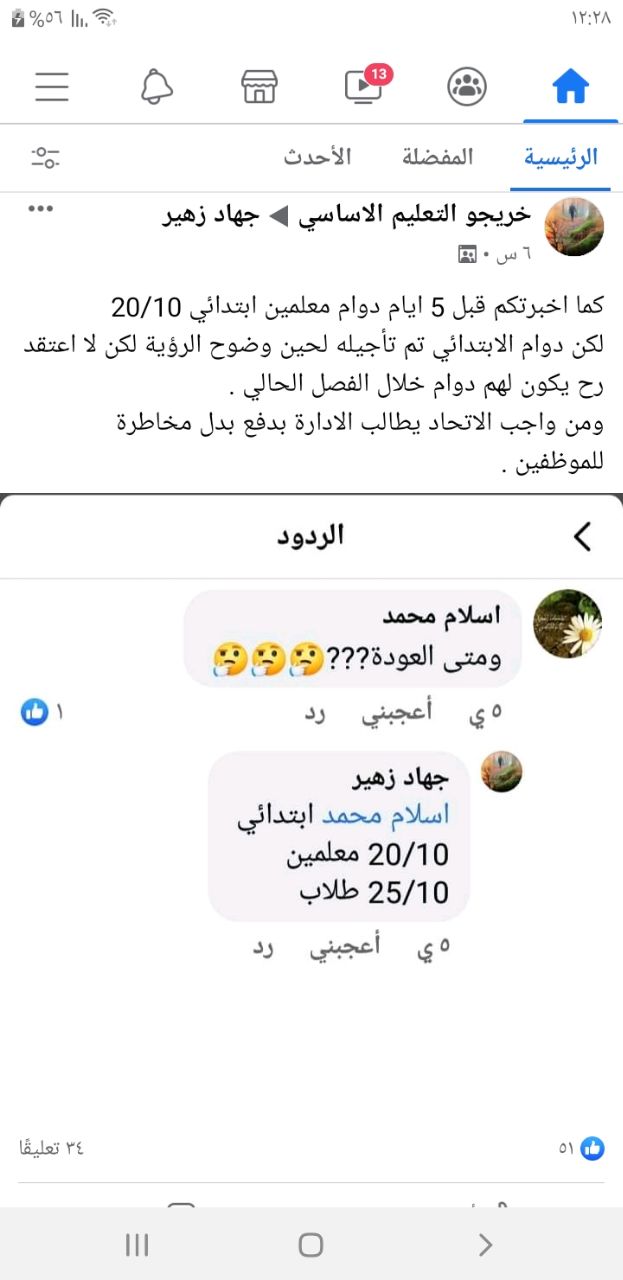 ١٢:٢٨ %٥٦
13
الرئيسية المفضلة الأحدث
خريجو التعليم الاساسي ◀ جهاد زهير
٦ س •
كما اخبرتكم قبل 5 ايام دوام معلمين ابتدائي 20/10
لكن دوام الابتدائي تم تأجيله لحين وضوح الرؤية لكن لا اعتقد
رح يكون لهم دوام خلال الفصل الحالي .
ومن واجب الاتحاد يطالب الادارة بدفع بدل مخاطرة
للموظفين .
الردود
اسلام محمد
ومتى العودة???🤔🤔🤔
٥ ي أعجبني رد
١
جهاد زهير
اسلام محمد ابتدائي
20/10 معلمين
25/10 طلاب
٥ ي أعجبني رد
٥١ ٣٤ تعليقًا